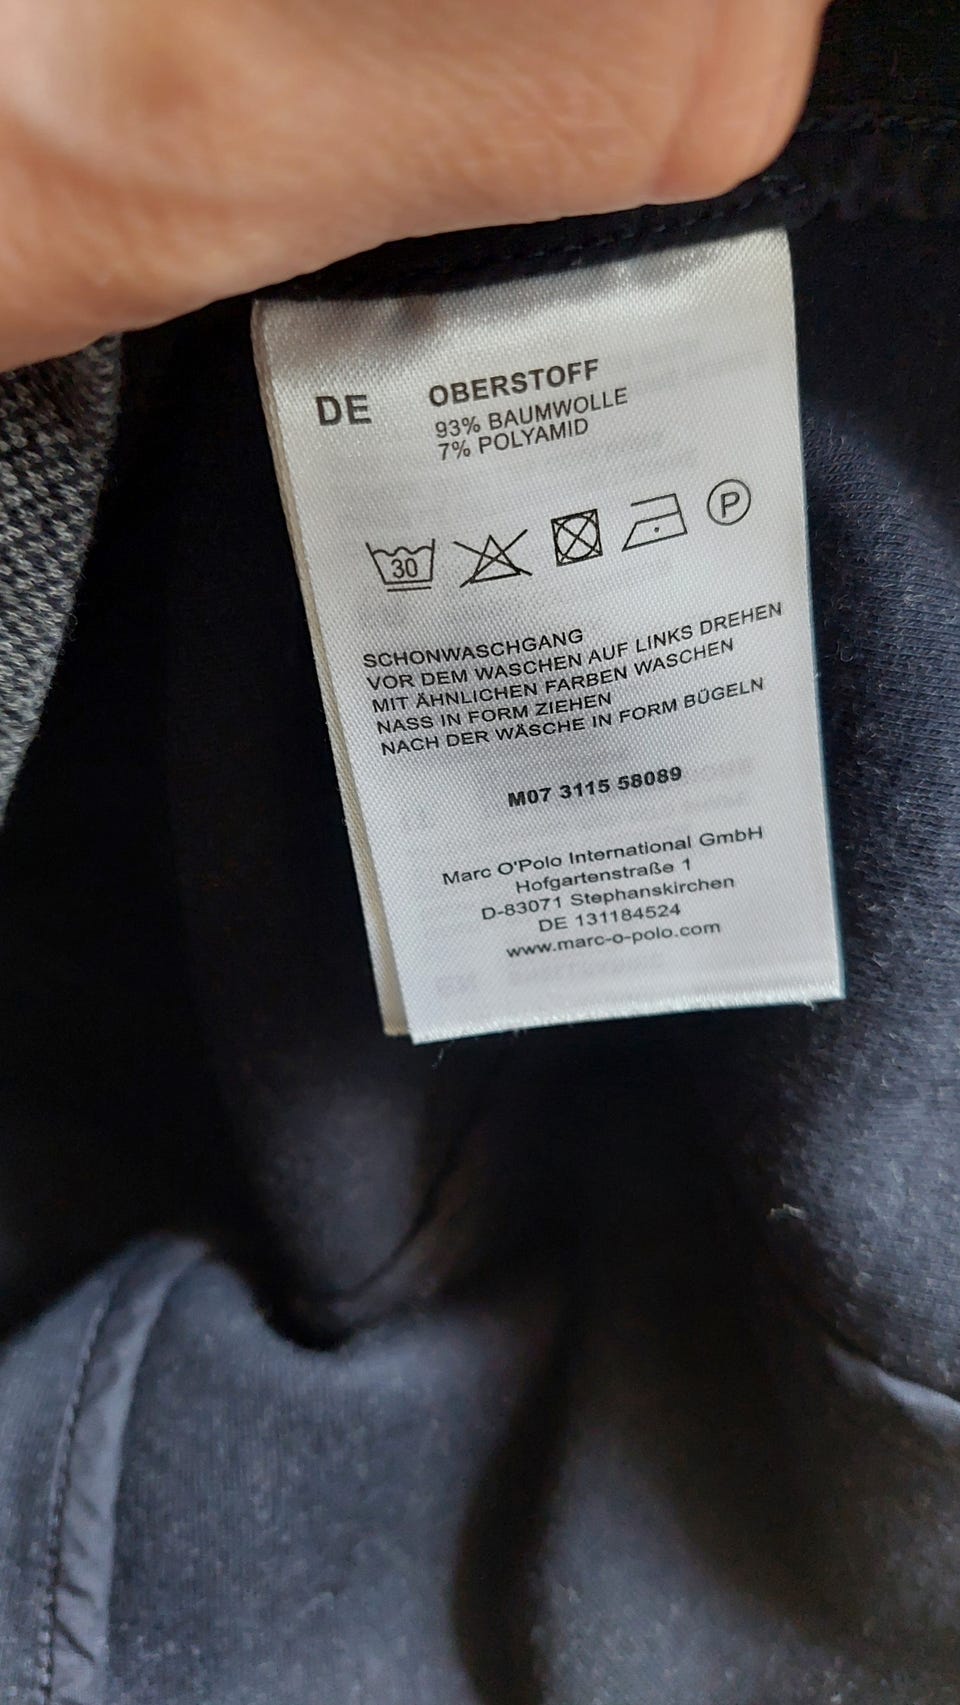 DE OBERSTOFF
93% BAUMWOLLE
7% POLYAMID
30 P
SCHONWASCHGANG
VOR DEM WASCHEN AUF LINKS DREHEN
MIT ÄHNLICHEN FARBEN WASCHEN
NASS IN FORM ZIEHEN
NACH DER WÄSCHE IN FORM BÜGELN
M07 3115 58089
Marc O'Polo International GmbH
Hofgartenstraße 1
D-83071 Stephanskirchen
DE 131184524
www.marc-o-polo.com